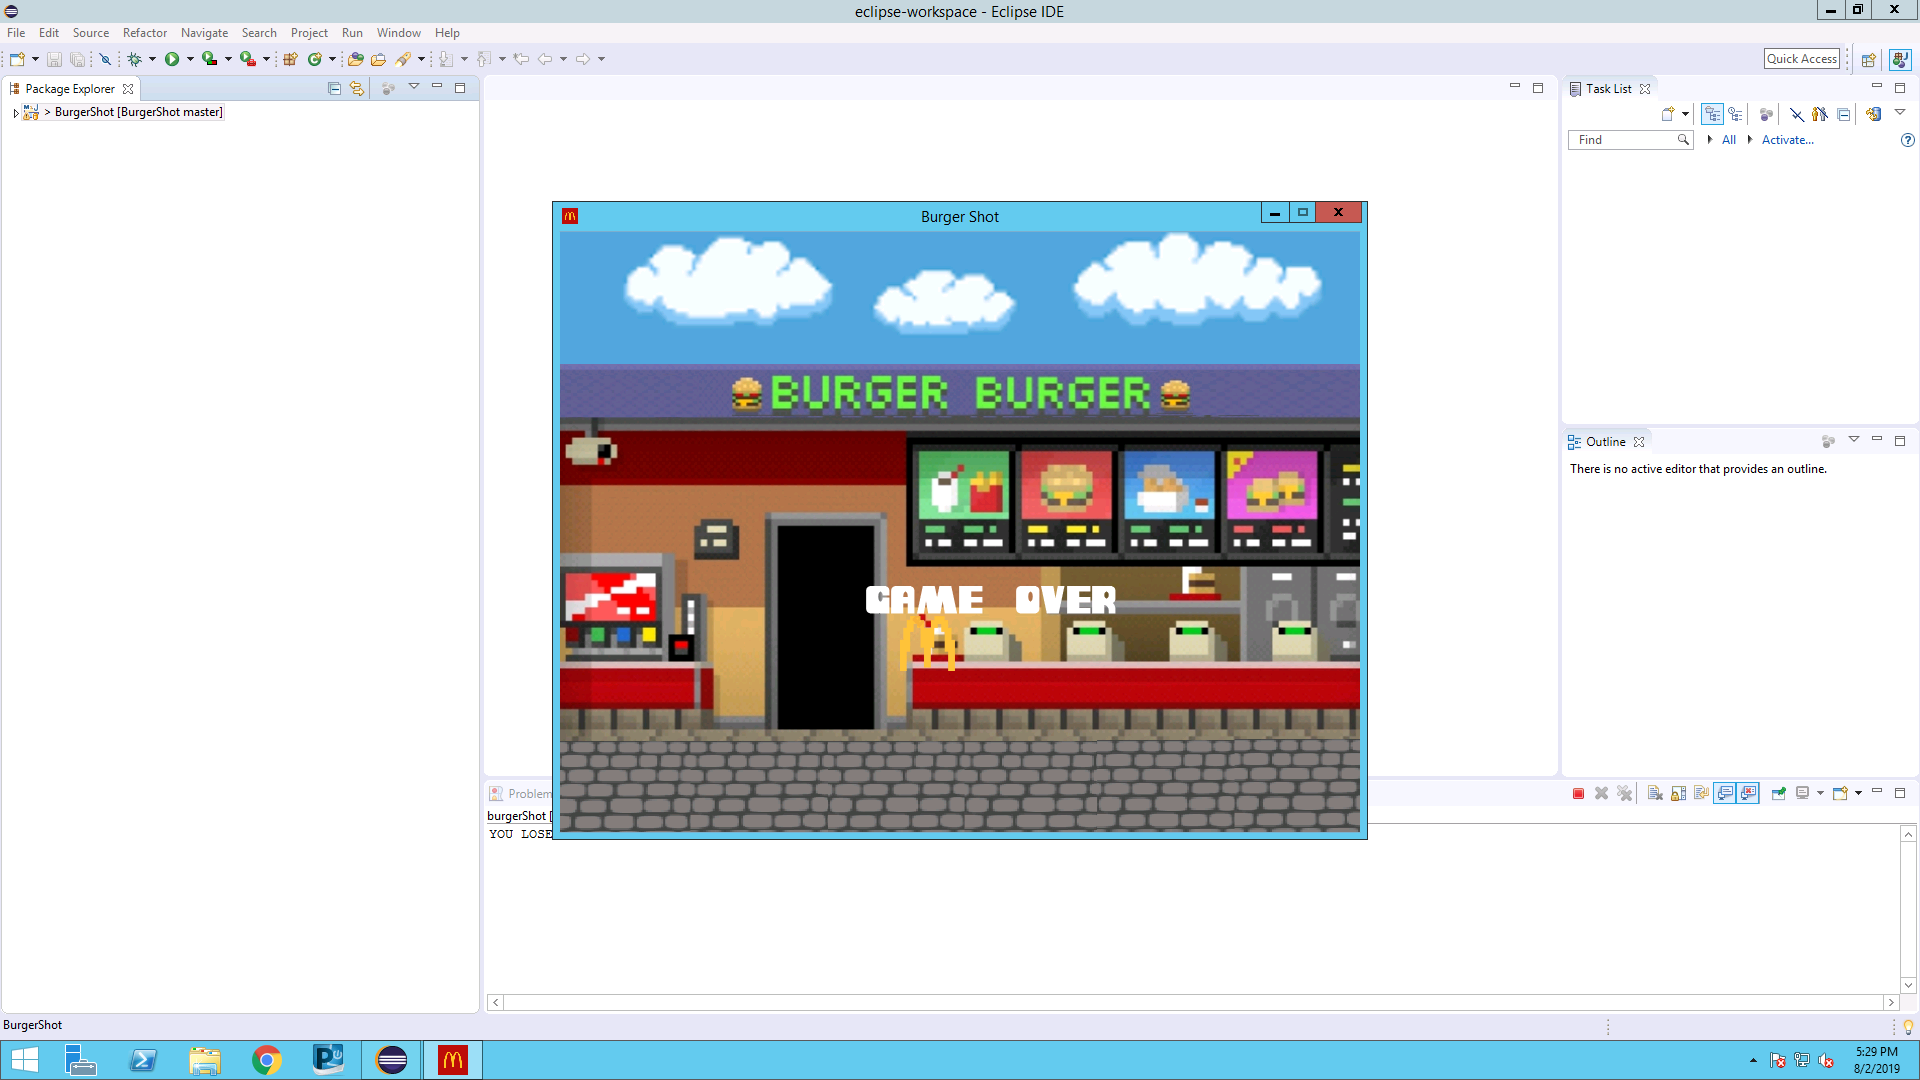 eclipse-workspace - Eclipse IDE
File Edit Source Refactor Navigate Search Project Run Window Help
Quick Access
Package Explorer
> BurgerShot [BurgerShot master]
Task List
Find
All
Activate...
Burger Shot
BURGER BURGER
GAME OVER
Outline
There is no active editor that provides an outline.
Problem
burgerShot [
YOU LOSE
BurgerShot
5:29 PM
8/2/2019